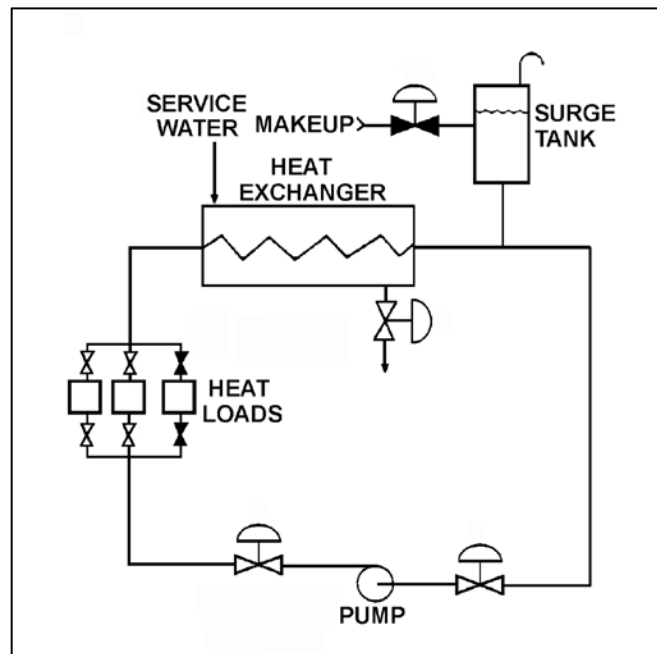 SERVICE
WATER
MAKEUP
SURGE
TANK
HEAT
EXCHANGER
HEAT
LOADS
PUMP